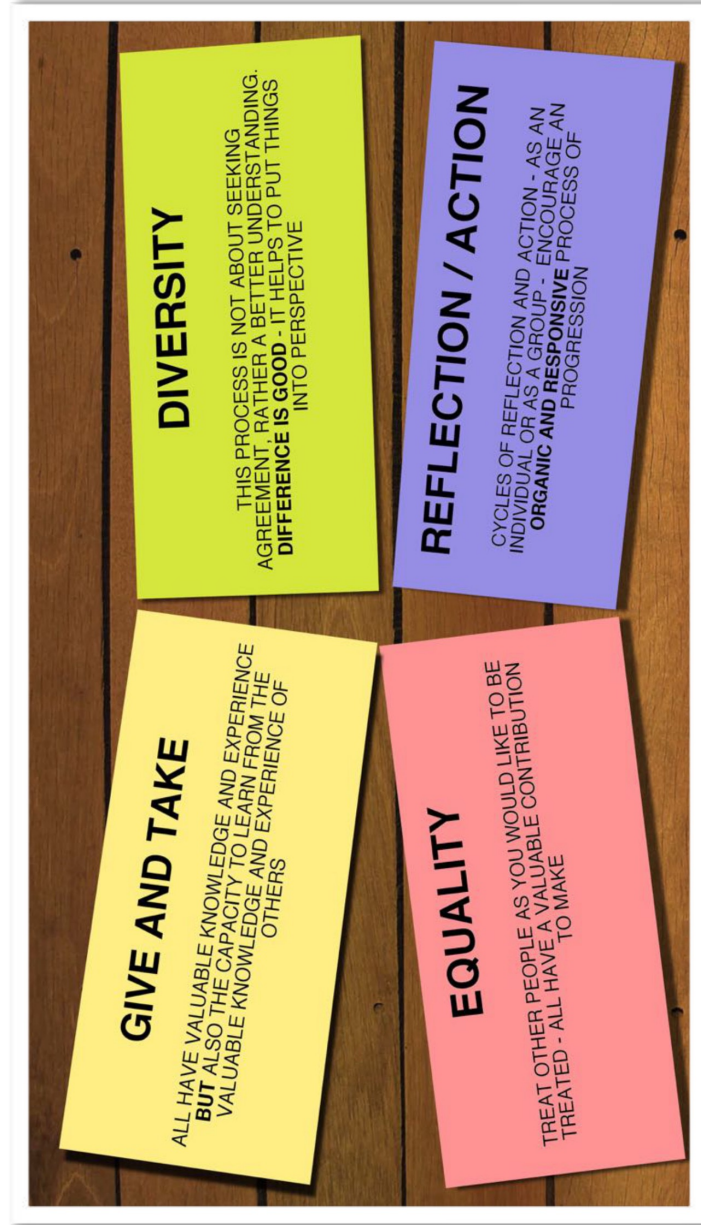 GIVE AND TAKE
ALL HAVE VALUABLE KNOWLEDGE AND EXPERIENCE
BUT ALSO THE CAPACITY TO LEARN FROM THE
VALUABLE KNOWLEDGE AND EXPERIENCE OF
OTHERS
DIVERSITY
THIS PROCESS IS NOT ABOUT SEEKING
AGREEMENT, RATHER A BETTER UNDERSTANDING.
DIFFERENCE IS GOOD - IT HELPS TO PUT THINGS
INTO PERSPECTIVE
EQUALITY
TREAT OTHER PEOPLE AS YOU WOULD LIKE TO BE
TREATED - ALL HAVE A VALUABLE CONTRIBUTION
TO MAKE
REFLECTION / ACTION
CYCLES OF REFLECTION AND ACTION - AS AN
INDIVIDUAL OR AS A GROUP - ENCOURAGE AN
ORGANIC AND RESPONSIVE PROCESS OF
PROGRESSION